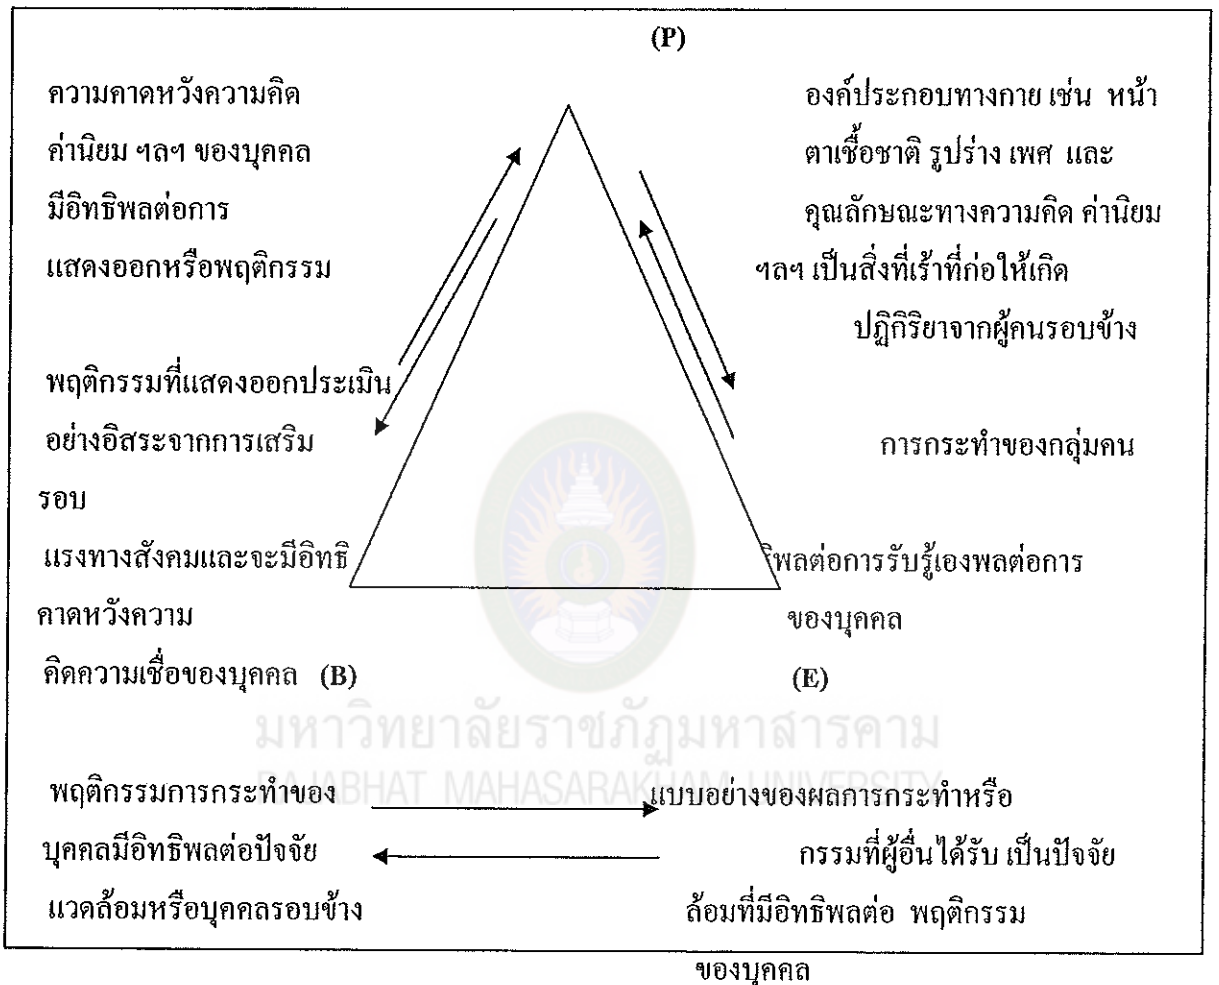 (P)
ความคาดหวังความคิด
ค่านิยม ฯลฯ ของบุคคล
มีอิทธิพลต่อการ
แสดงออกหรือพฤติกรรม
องค์ประกอบทางกาย เช่น หน้า
ตาเชื้อชาติ รูปร่าง เพศ และ
คุณลักษณะทางความคิด ค่านิยม
ฯลฯ เป็นสิ่งที่เร้าที่ก่อให้เกิด
ปฏิกิริยาจากผู้คนรอบข้าง
พฤติกรรมที่แสดงออกประเมิน
อย่างอิสระจากการเสริม
รอบ
แรงทางสังคมและจะมีอิทธิ
คาดหวังความ
คิดความเชื่อของบุคคล (B)
การกระทำของกลุ่มคน
ธิพลต่อการรับรู้เองพลต่อการ
ของบุคคล
(E)
มหาวิทยาลัยราชภัฏมหาสารคาม
RAJABHAT MAHASARAKHAM UNIVERSITY
พฤติกรรมการกระทำของ
บุคคลมีอิทธิพลต่อปัจจัย
แวดล้อมหรือบุคคลรอบข้าง
แบบอย่างของผลการกระทำหรือ
กรรมที่ผู้อื่นได้รับ เป็นปัจจัย
ล้อมที่มีอิทธิพลต่อ พฤติกรรม
ของบุคคล